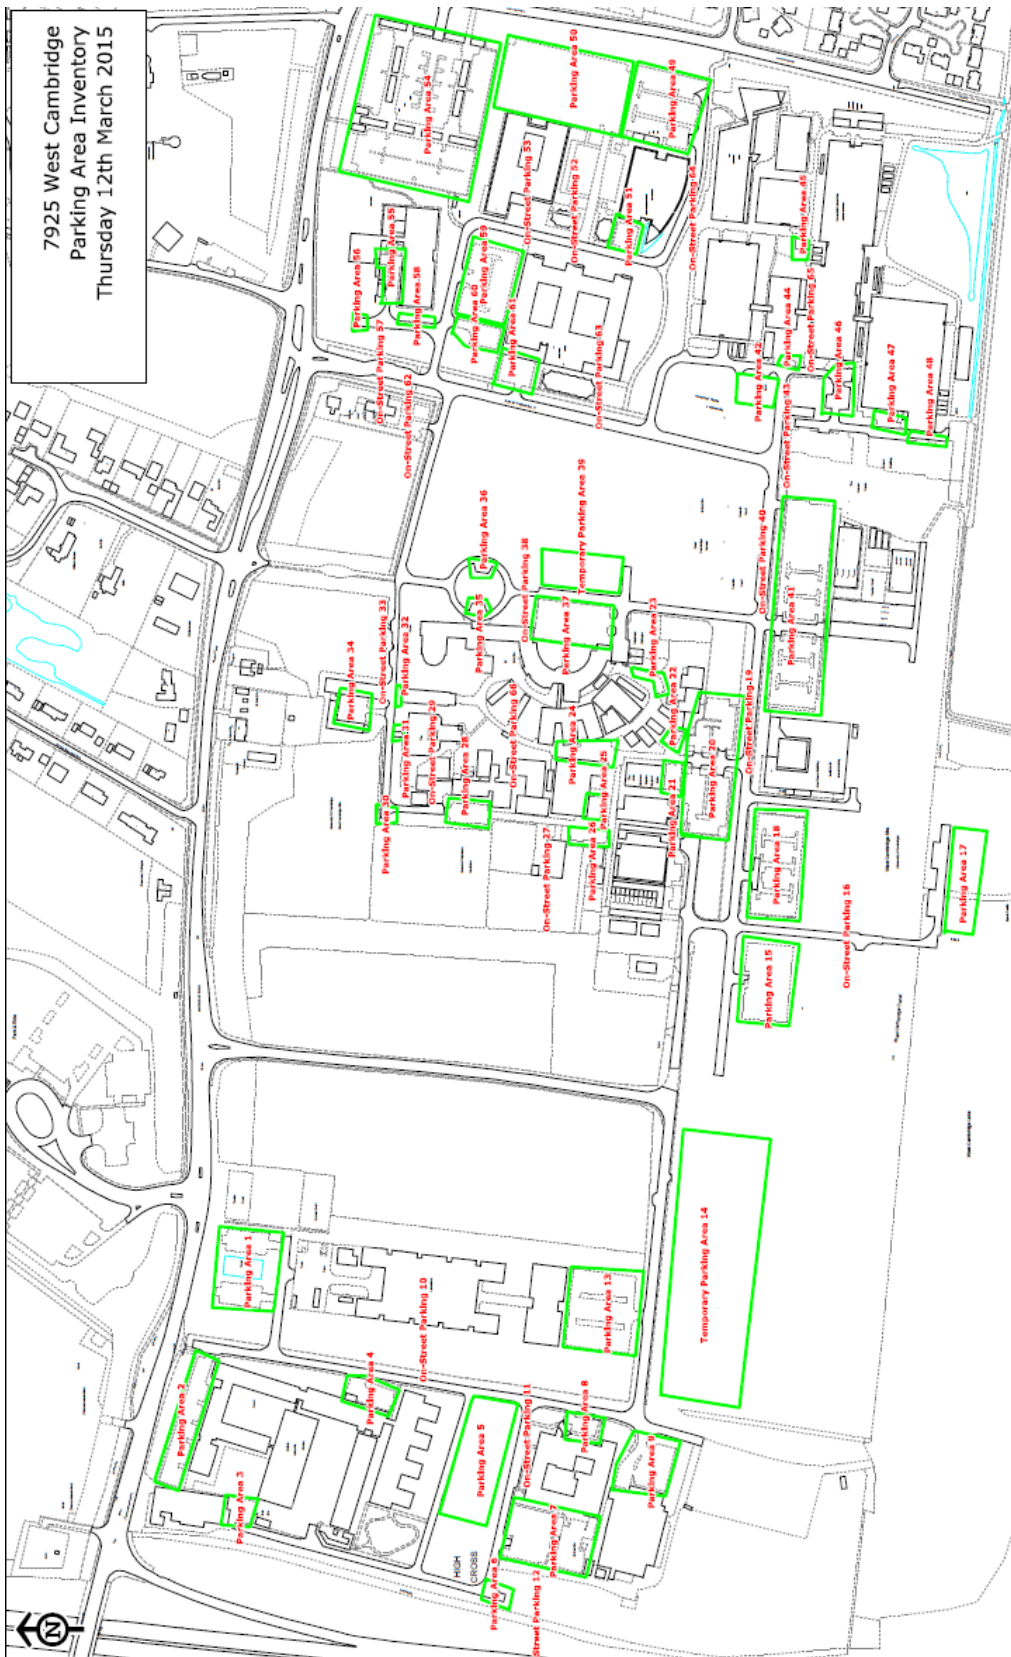 7925 West Cambridge
Parking Area Inventory
Thursday 12th March 2015
Parking Area 1
Parking Area 2
Parking Area 3
Parking Area 4
Parking Area 5
Parking Area 6
Parking Area 7
Parking Area 8
Parking Area 9
On-Street Parking 10
On-Street Parking 11
Street Parking 12
Parking Area 13
Temporary Parking Area 14
Parking Area 15
On-Street Parking 16
Parking Area 17
Parking Area 18
On-Street Parking 19
Parking Area 20
Parking Area 21
Parking Area 22
Parking Area 23
Parking Area 24
Parking Area 25
Parking Area 26
On-Street Parking 27
Parking Area 28
On-Street Parking 29
Parking Area 30
Parking Area 31
Parking Area 32
On-Street Parking 33
Parking Area 34
Parking Area 35
Parking Area 36
Parking Area 37
On-Street Parking 38
Temporary Parking Area 39
On-Street Parking 40
Parking Area 41
Parking Area 42
On-Street Parking 43
Parking Area 44
Parking Area 45
Parking Area 46
Parking Area 47
Parking Area 48
Parking Area 49
Parking Area 50
Parking Area 51
On-Street Parking 52
On-Street Parking 53
Parking Area 54
Parking Area 55
Parking Area 56
On-Street Parking 57
Parking Area 58
Parking Area 59
Parking Area 60
Parking Area 61
On-Street Parking 62
On-Street Parking 63
On-Street Parking 64
On-Street Parking 65
On-Street Parking 66
HIGH
CROSS
N